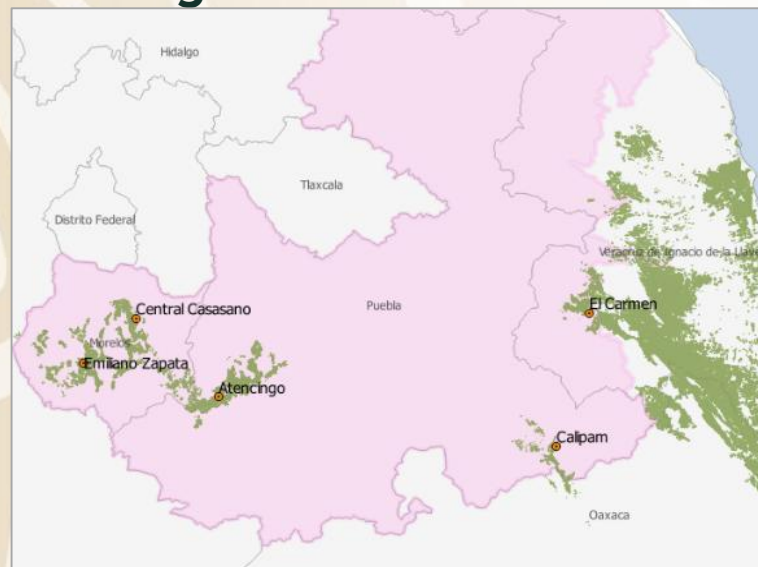 Hidalgo
Tlaxcala
Distrito Federal
Veracruz de Ignacio de la Llave
Central Casasano
Puebla
El Carmen
Morelos
Emiliano Zapata
Atencingo
Calipam
Oaxaca